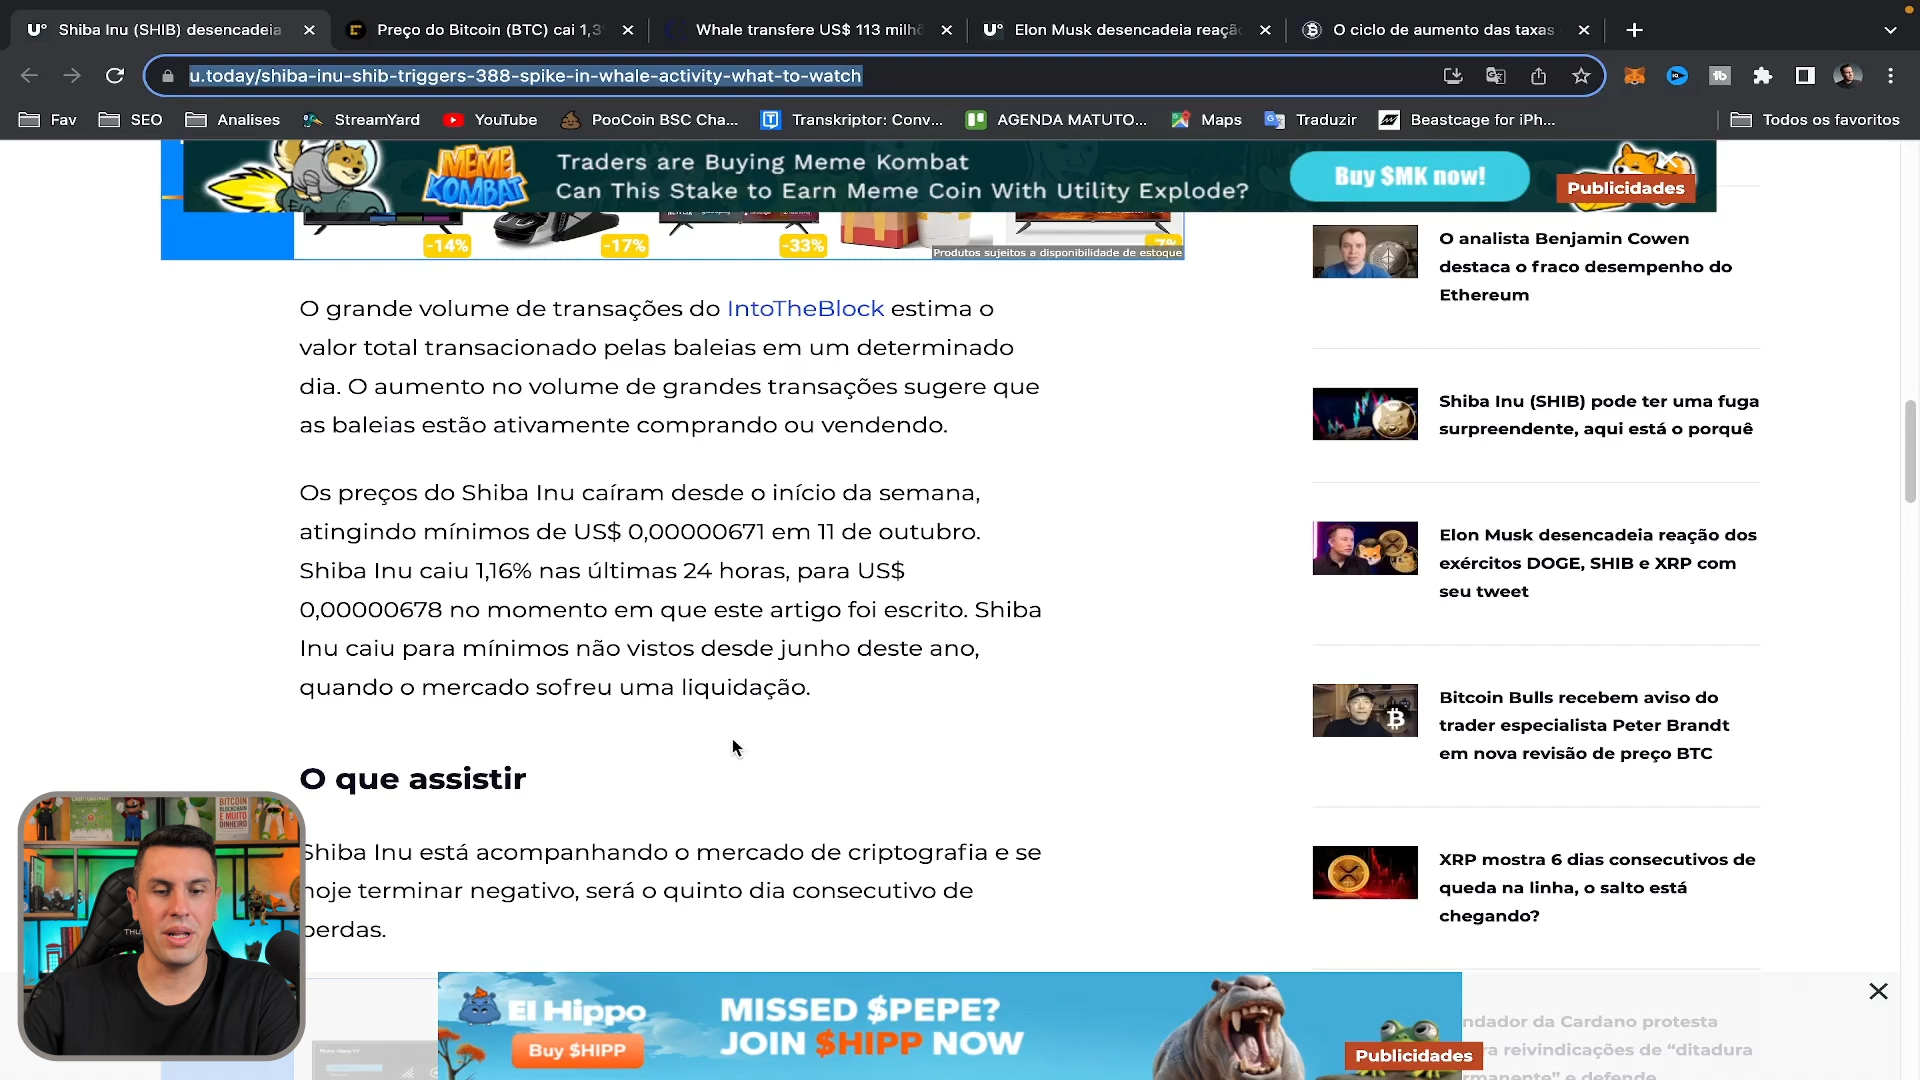 Shiba Inu (SHIB) desencadeia
Preço do Bitcoin (BTC) cai 1,3
Whale transfere US$ 113 milhõ
Elon Musk desencadeia reaçã
O ciclo de aumento das taxas
u.today/shiba-inu-shib-triggers-388-spike-in-whale-activity-what-to-watch
Fav
SEO
Analises
StreamYard
YouTube
PooCoin BSC Cha...
Transkriptor: Conv...
AGENDA MATUTO...
Maps
Traduzir
Beastcage for iPh...
Todos os favoritos
MEME KOMBAT
Traders are Buying Meme Kombat
Can This Stake to Earn Meme Coin With Utility Explode?
Buy $MK now!
Publicidades
-14%
-17%
-33%
Produtos sujeitos a disponibilidade de estoque
O grande volume de transações do IntoTheBlock estima o
valor total transacionado pelas baleias em um determinado
dia. O aumento no volume de grandes transações sugere que
as baleias estão ativamente comprando ou vendendo.
Os preços do Shiba Inu caíram desde o início da semana,
atingindo mínimos de US$ 0,00000671 em 11 de outubro.
Shiba Inu caiu 1,16% nas últimas 24 horas, para US$
0,00000678 no momento em que este artigo foi escrito. Shiba
Inu caiu para mínimos não vistos desde junho deste ano,
quando o mercado sofreu uma liquidação.
O que assistir
Shiba Inu está acompanhando o mercado de criptografia e se
hoje terminar negativo, será o quinto dia consecutivo de
perdas.
O analista Benjamin Cowen
destaca o fraco desempenho do
Ethereum
Shiba Inu (SHIB) pode ter uma fuga
surpreendente, aqui está o porquê
Elon Musk desencadeia reação dos
exércitos DOGE, SHIB e XRP com
seu tweet
Bitcoin Bulls recebem aviso do
trader especialista Peter Brandt
em nova revisão de preço BTC
XRP mostra 6 dias consecutivos de
queda na linha, o salto está
chegando?
ndador da Cardano protesta
ra reivindicações de “ditadura
rmanente” e defende
BITCOIN
BLOCKCHAIN
E MUITO
DINHEIRO
El Hippo
Buy $HIPP
MISSED $PEPE?
JOIN $HIPP NOW
Publicidades